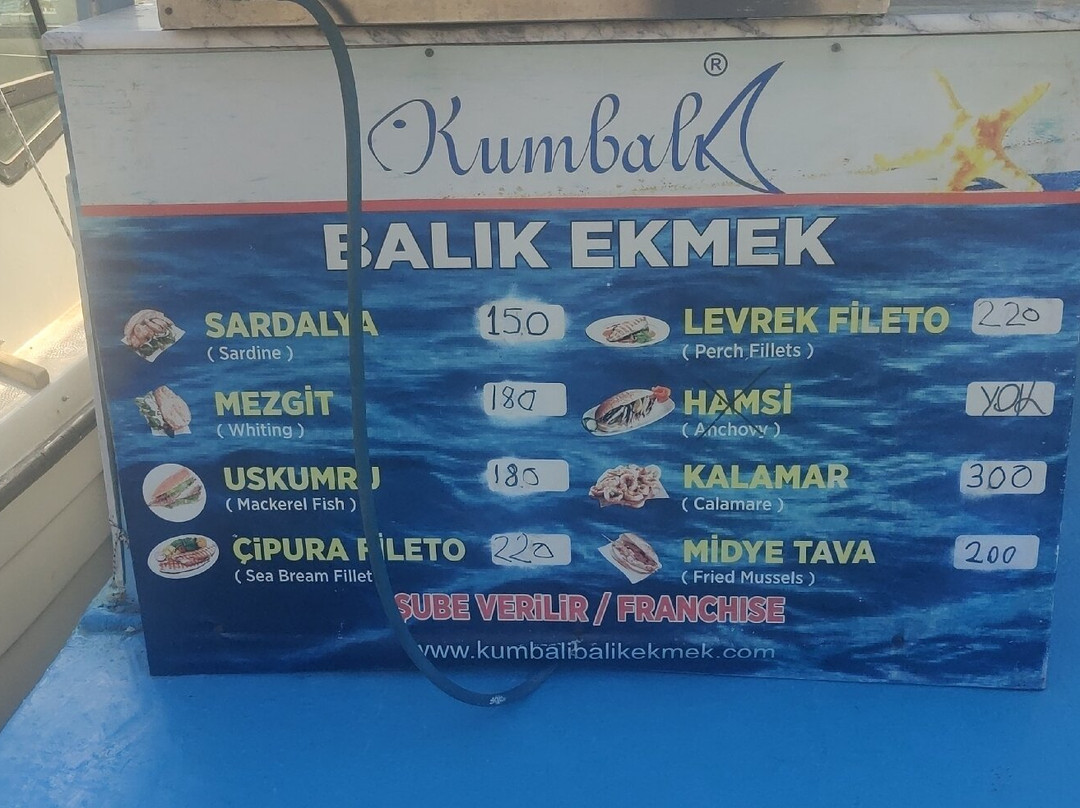 Kumbalı ®
BALIK EKMEK
SARDALYA 150
( Sardine )
MEZGİT 180
( Whiting )
USKUMRU 180
( Mackerel Fish )
ÇİPURA FİLETO 220
( Sea Bream Fillet
LEVREK FİLETO 220
( Perch Fillets )
HAMSİ YOK
( Anchovy )
KALAMAR 300
( Calamare )
MİDYE TAVA 200
( Fried Mussels )
ŞUBE VERİLİR / FRANCHISE
www.kumbalibalikekmek.com